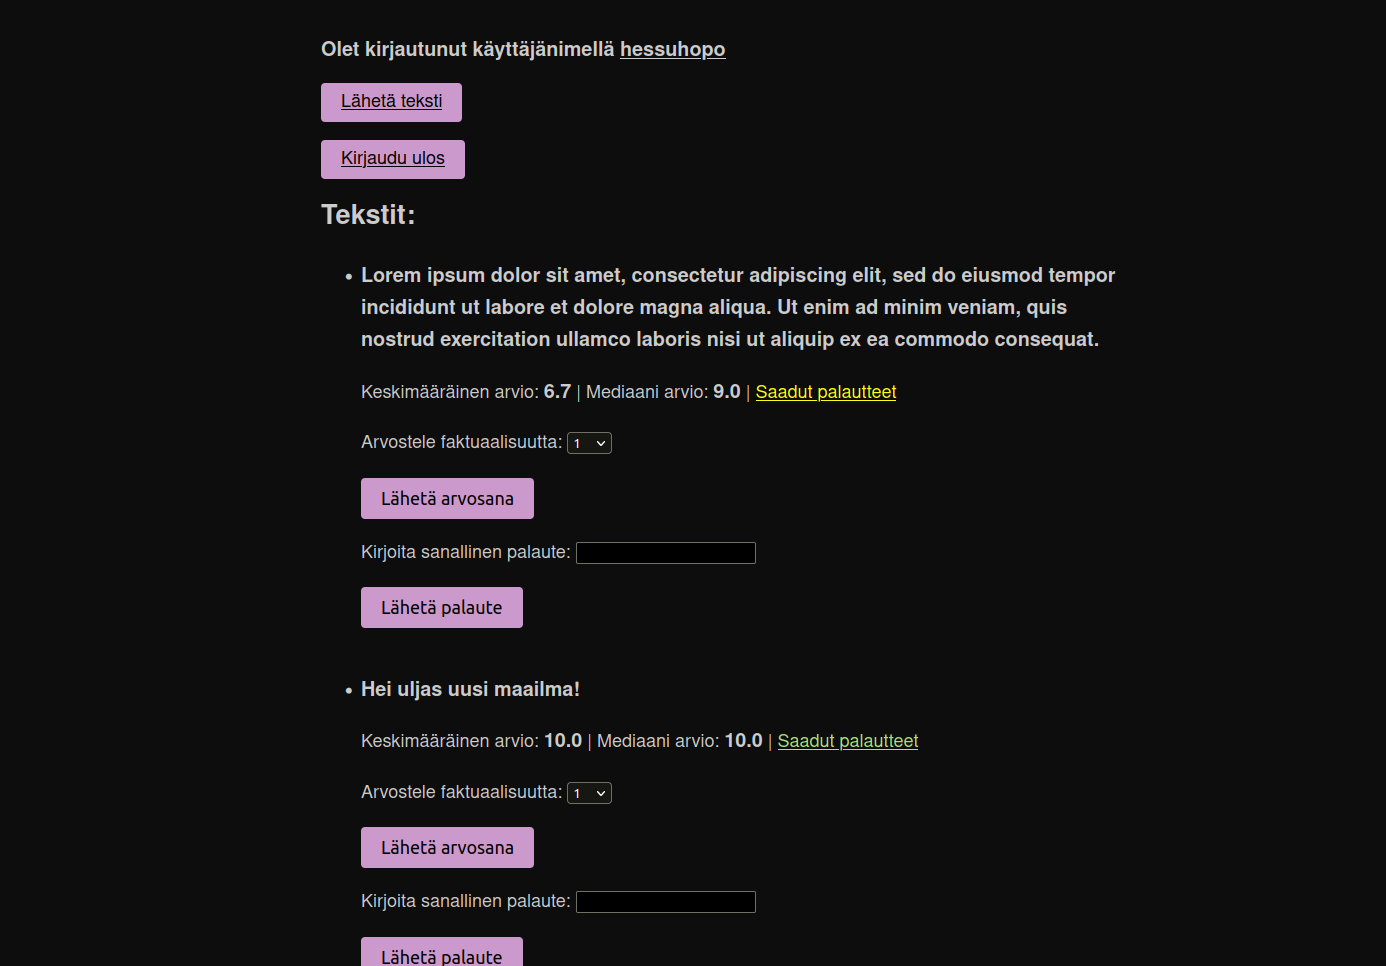 Olet kirjautunut käyttäjänimellä hessuhopo
Lähetä teksti
Kirjaudu ulos
Tekstit:
• Lorem ipsum dolor sit amet, consectetur adipiscing elit, sed do eiusmod tempor
incididunt ut labore et dolore magna aliqua. Ut enim ad minim veniam, quis
nostrud exercitation ullamco laboris nisi ut aliquip ex ea commodo consequat.
Keskimääräinen arvio: 6.7 | Mediaani arvio: 9.0 | Saadut palautteet
Arvostele faktuaalisuutta: 1
Lähetä arvosana
Kirjoita sanallinen palaute:
Lähetä palaute
• Hei uljas uusi maailma!
Keskimääräinen arvio: 10.0 | Mediaani arvio: 10.0 | Saadut palautteet
Arvostele faktuaalisuutta: 1
Lähetä arvosana
Kirjoita sanallinen palaute:
Lähetä palaute